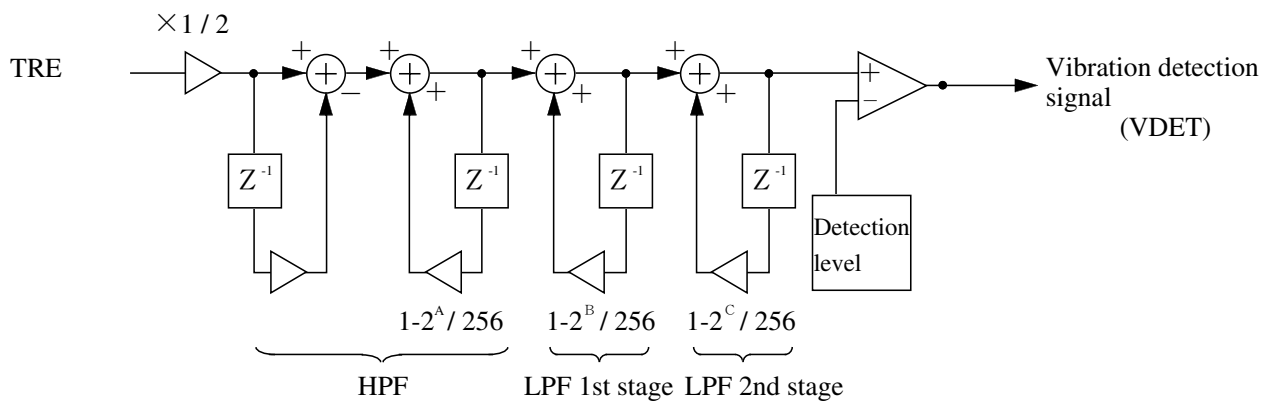 ×1 / 2
TRE
+
+
+
−
+
+
+
+
+
+
+
+
+
+
+
−
Vibration detection
signal
(VDET)
Z⁻¹
Z⁻¹
Z⁻¹
Z⁻¹
Detection
level
1-2ᴬ / 256
1-2ᴮ / 256
1-2ᶜ / 256
HPF
LPF 1st stage
LPF 2nd stage